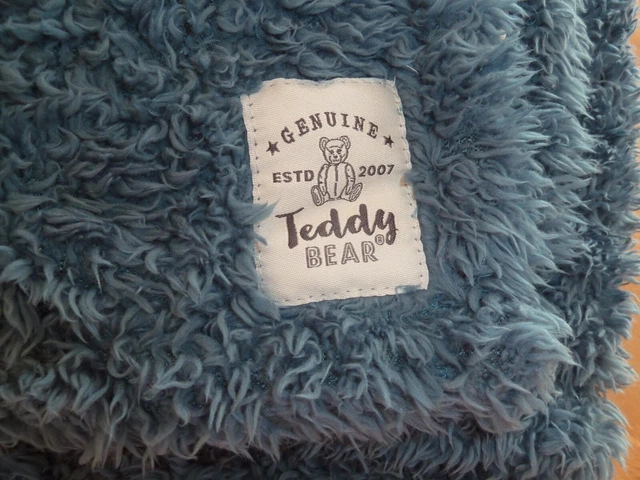 ★ GENUINE ★
ESTD 2007
Teddy
BEAR®